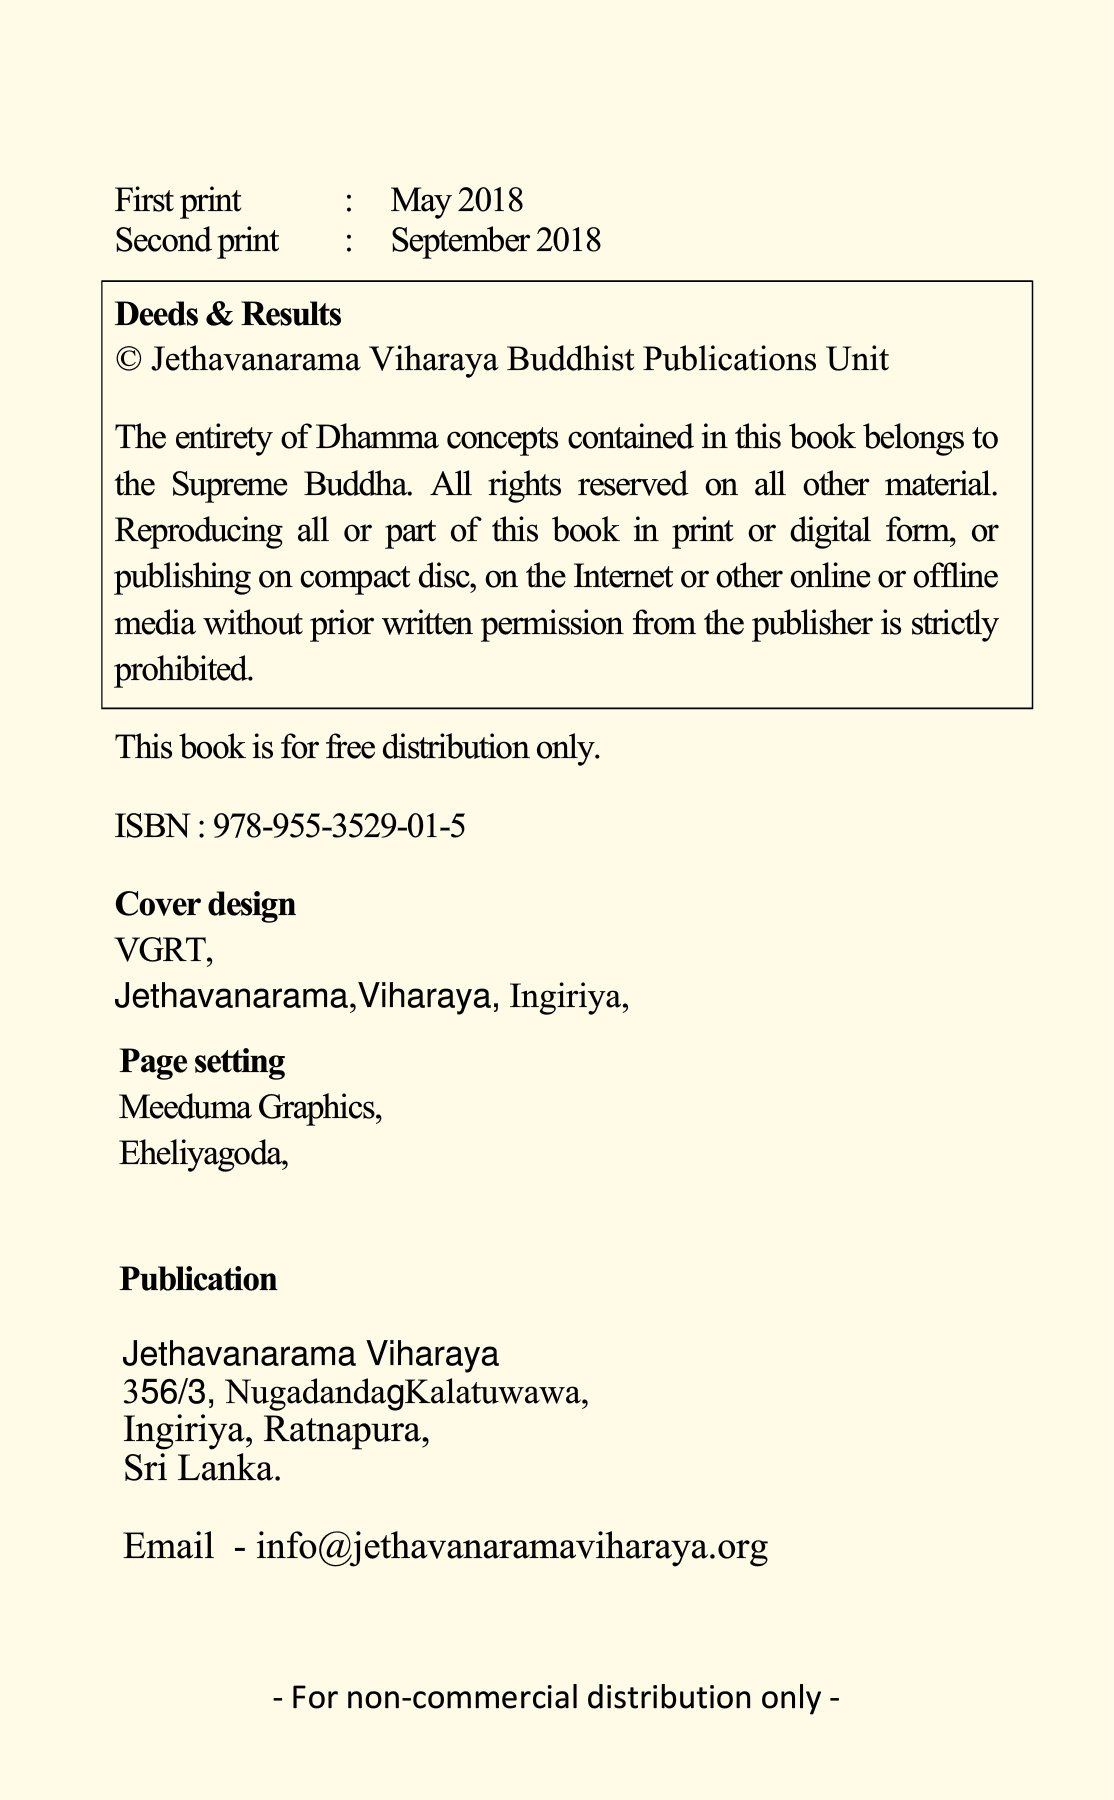 First print : May 2018
Second print : September 2018
Deeds & Results
© Jethavanarama Viharaya Buddhist Publications Unit
The entirety of Dhamma concepts contained in this book belongs to
the Supreme Buddha. All rights reserved on all other material.
Reproducing all or part of this book in print or digital form, or
publishing on compact disc, on the Internet or other online or offline
media without prior written permission from the publisher is strictly
prohibited.
This book is for free distribution only.
ISBN : 978-955-3529-01-5
Cover design
VGRT,
Jethavanarama,Viharaya, Ingiriya,
Page setting
Meeduma Graphics,
Eheliyagoda,
Publication
Jethavanarama Viharaya
356/3, NugadandagKalatuwawa,
Ingiriya, Ratnapura,
Sri Lanka.
Email - info@jethavanaramaviharaya.org
- For non-commercial distribution only -